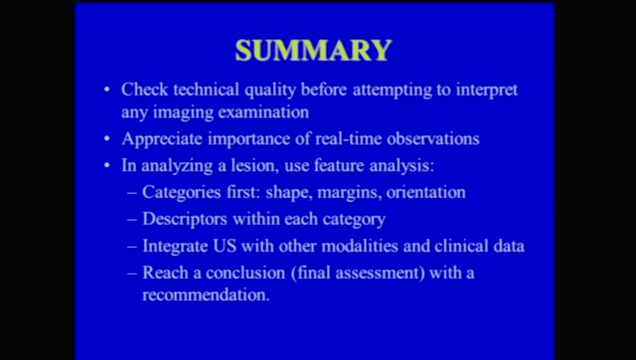 SUMMARY
• Check technical quality before attempting to interpret
any imaging examination
• Appreciate importance of real-time observations
• In analyzing a lesion, use feature analysis:
– Categories first: shape, margins, orientation
– Descriptors within each category
– Integrate US with other modalities and clinical data
– Reach a conclusion (final assessment) with a
recommendation.